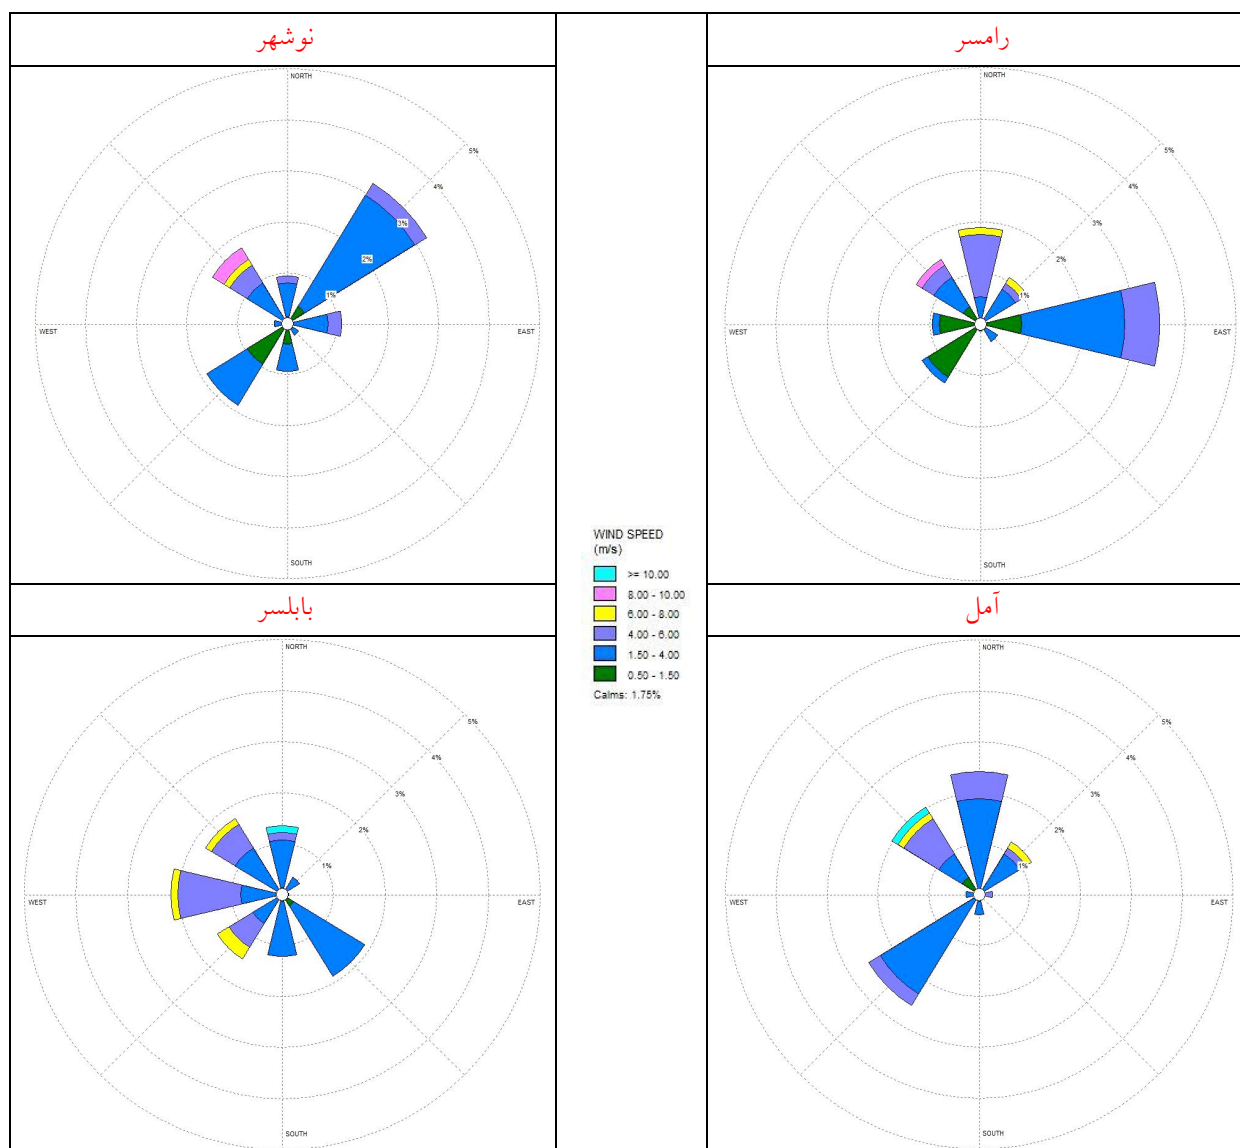 نوشهر
NORTH
5%
4%
3%
2%
1%
WEST
EAST
SOUTH
رامسر
NORTH
5%
4%
3%
2%
1%
WEST
EAST
SOUTH
WIND SPEED
(m/s)
>= 10.00
8.00 - 10.00
6.00 - 8.00
4.00 - 6.00
1.50 - 4.00
0.50 - 1.50
Calms: 1.75%
بابلسر
NORTH
5%
4%
3%
2%
1%
WEST
EAST
SOUTH
آمل
NORTH
5%
4%
3%
2%
1%
WEST
EAST
SOUTH